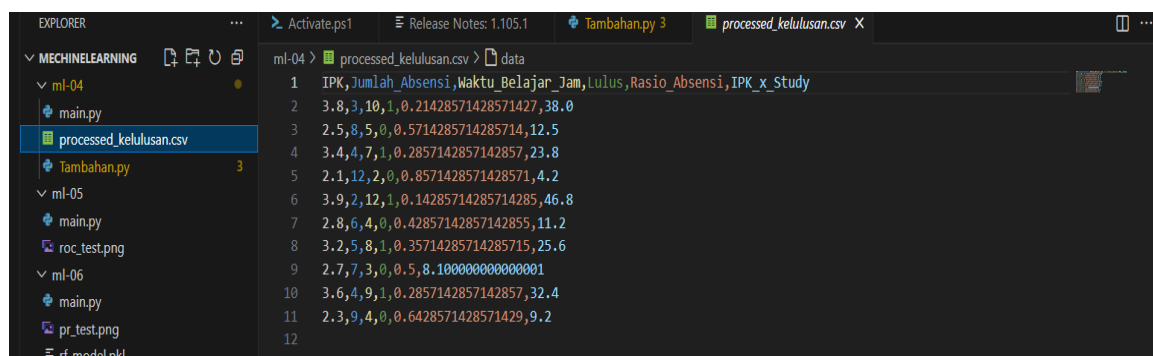 EXPLORER ...
MECHINELEARNING
ml-04
main.py
processed_kelulusan.csv
Tambahan.py 3
ml-05
main.py
roc_test.png
ml-06
main.py
pr_test.png
Activate.ps1 Release Notes: 1.105.1 Tambahan.py 3 processed_kelulusan.csv X ...
ml-04 > processed_kelulusan.csv > data
1 IPK,Jumlah_Absensi,Waktu_Belajar_Jam,Lulus,Rasio_Absensi,IPK_x_Study
2 3.8,3,10,1,0.21428571428571427,38.0
3 2.5,8,5,0,0.5714285714285714,12.5
4 3.4,4,7,1,0.2857142857142857,23.8
5 2.1,12,2,0,0.8571428571428571,4.2
6 3.9,2,12,1,0.14285714285714285,46.8
7 2.8,6,4,0,0.42857142857142855,11.2
8 3.2,5,8,1,0.35714285714285715,25.6
9 2.7,7,3,0,0.5,8.100000000000001
10 3.6,4,9,1,0.2857142857142857,32.4
11 2.3,9,4,0,0.6428571428571429,9.2
12